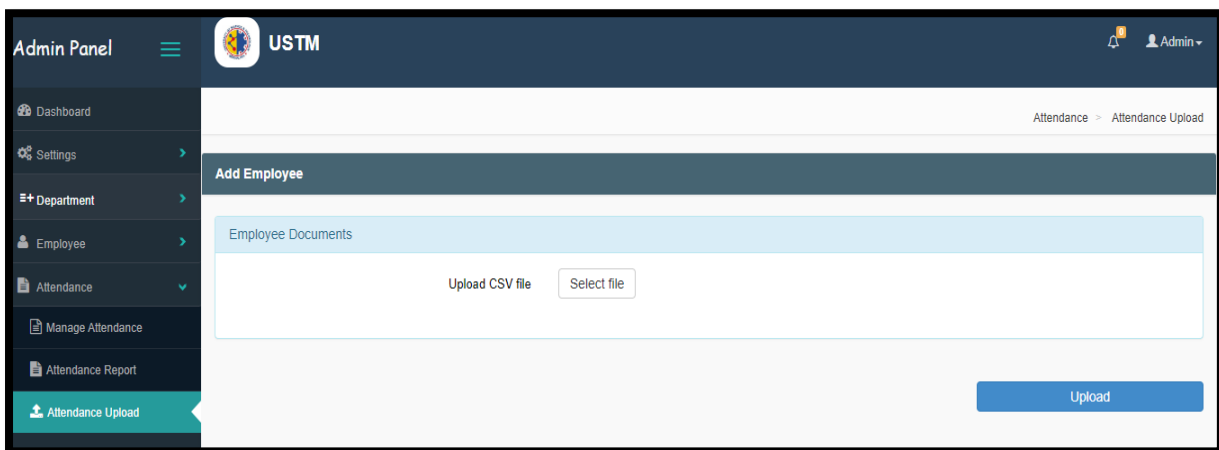 Admin Panel
USTM
0
Admin
Dashboard
Settings
Department
Employee
Attendance
Manage Attendance
Attendance Report
Attendance Upload
Attendance > Attendance Upload
Add Employee
Employee Documents
Upload CSV file
Select file
Upload